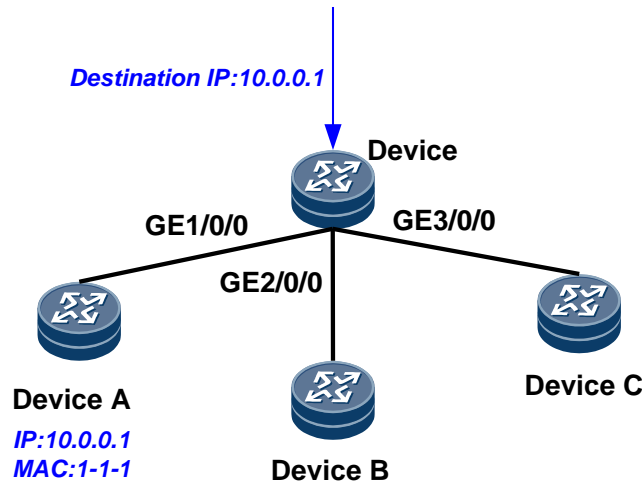 Destination IP:10.0.0.1
Device
GE1/0/0
GE3/0/0
GE2/0/0
Device A
Device C
IP:10.0.0.1
MAC:1-1-1
Device B